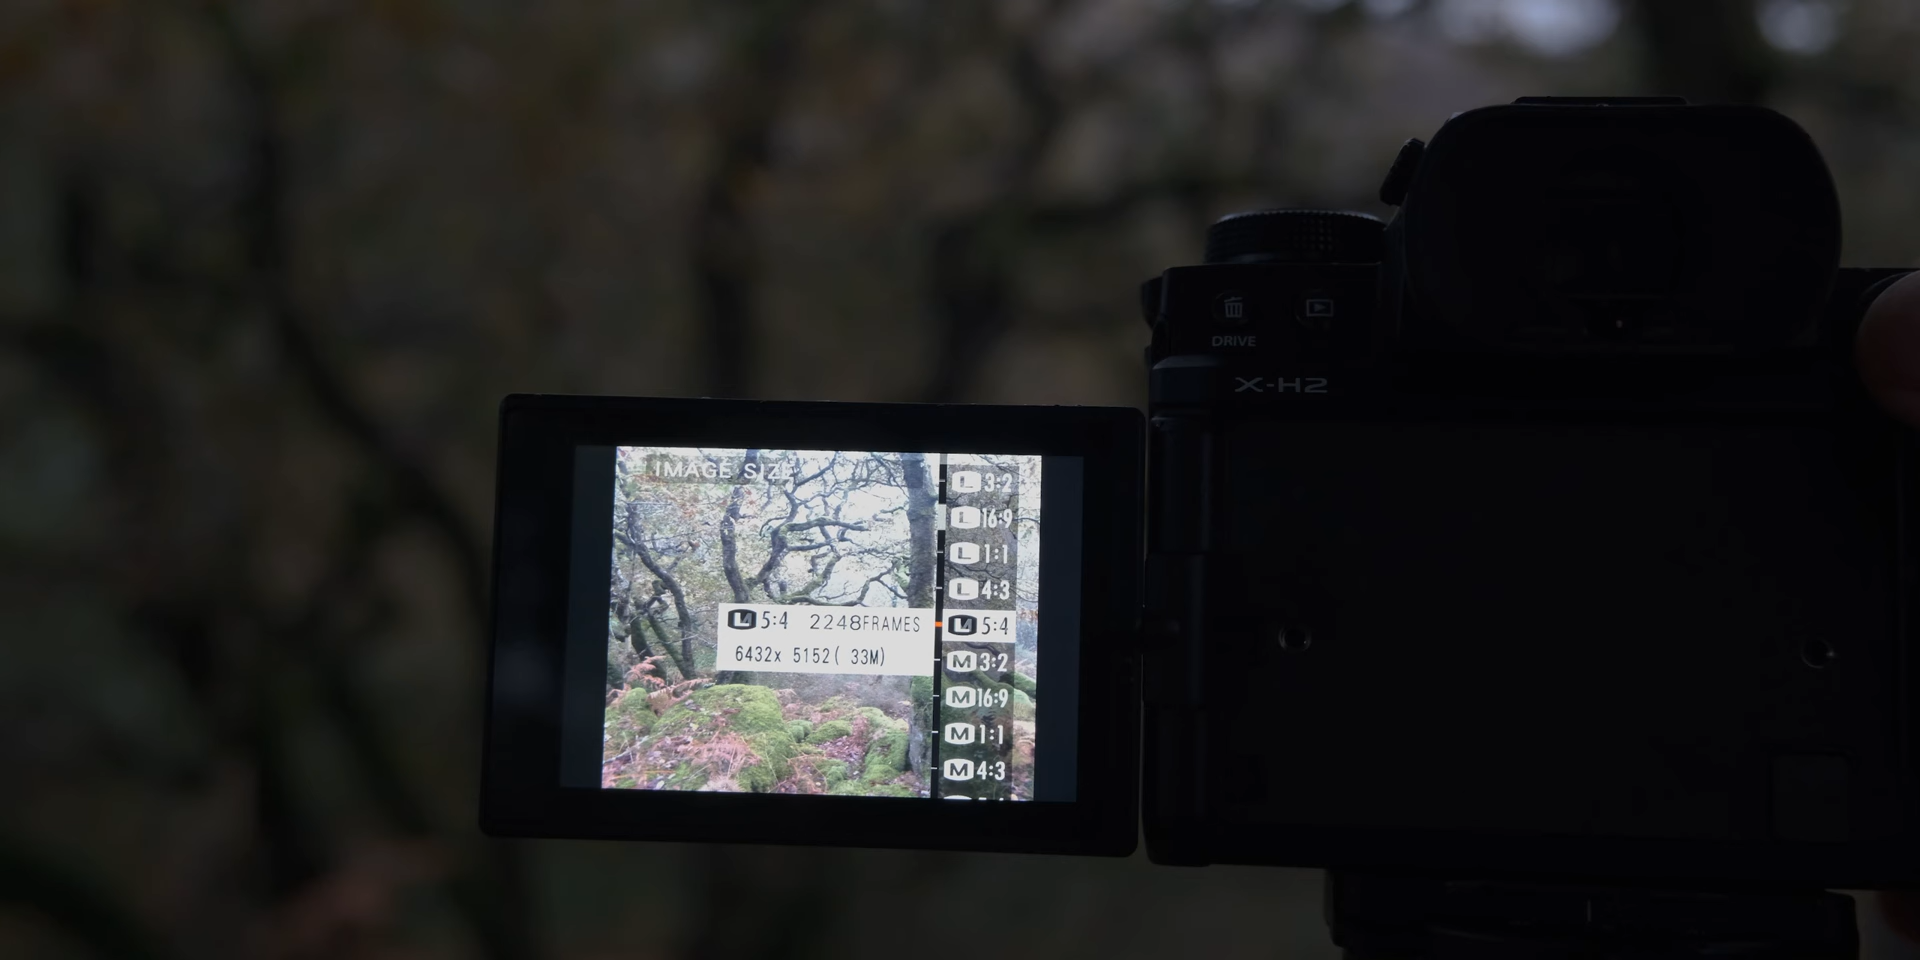 DRIVE
X-H2
IMAGE SIZE
L 3:2
L 16:9
L 1:1
L 4:3
L 5:4 2248FRAMES
6432x 5152( 33M)
L 5:4
M 3:2
M 16:9
M 1:1
M 4:3